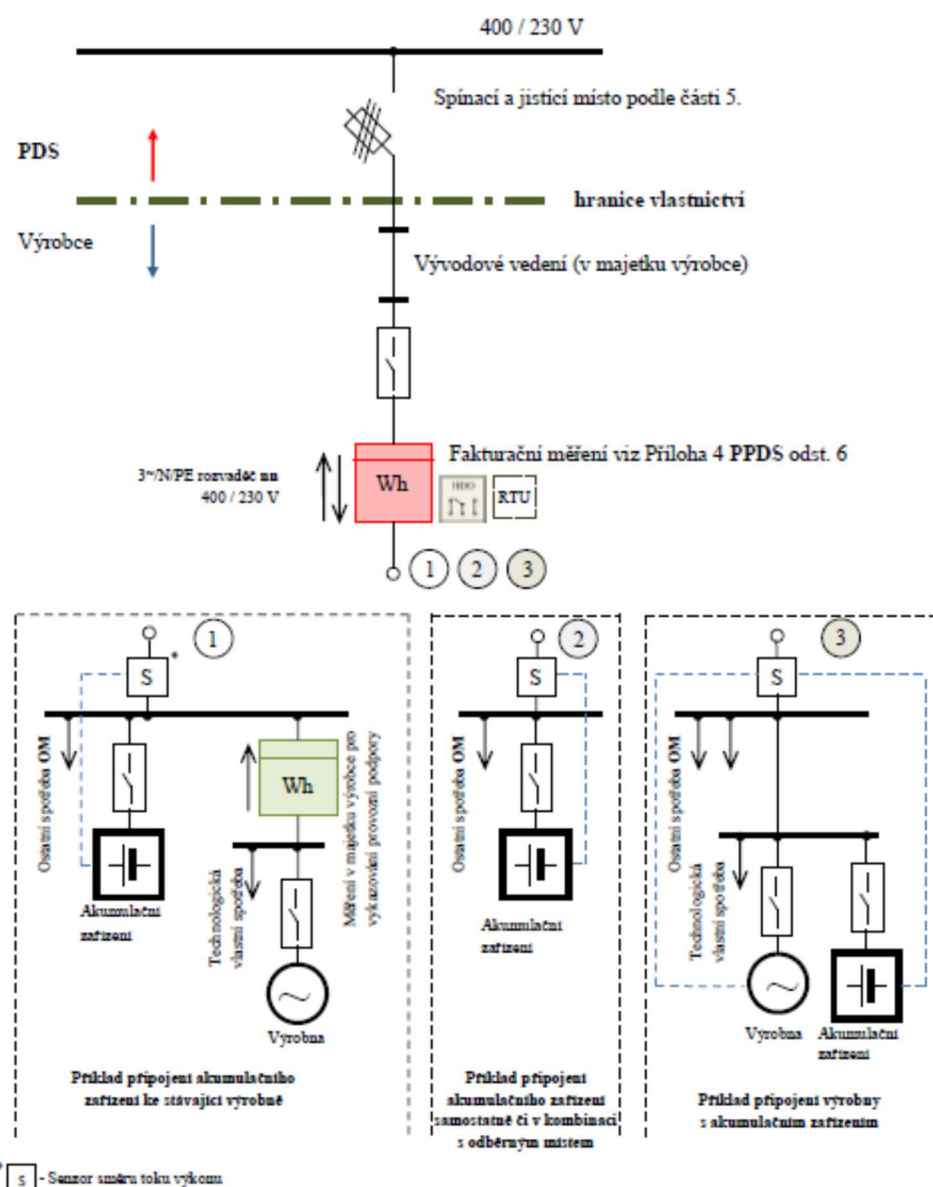 400 / 230 V
Spínací a jistící místo podle části 5.
PDS
hranice vlastnictví
Výrobce
Vývodové vedení (v majetku výrobce)
Fakturační měření viz Příloha 4 PPDS odst. 6
3~/N/PE rozvaděč nn
400 / 230 V
Wh
HDO
RTU
1
2
3
1
S
*
Ostatní spotřeba OM
Wh
Měření v majetku výrobce pro
vykazování provozní podpory
Akumulační
zařízení
Technologická
vlastní spotřeba
Výrobna
Příklad připojení akumulačního
zařízení ke stávající výrobně
2
S
Ostatní spotřeba OM
Akumulační
zařízení
Příklad připojení
akumulačního zařízení
samostatně či v kombinaci
s odběrným místem
3
S
Ostatní spotřeba OM
Technologická
vlastní spotřeba
Výrobna
Akumulační
zařízení
Příklad připojení výrobny
s akumulačním zařízením
* S - Senzor směru toku výkonu